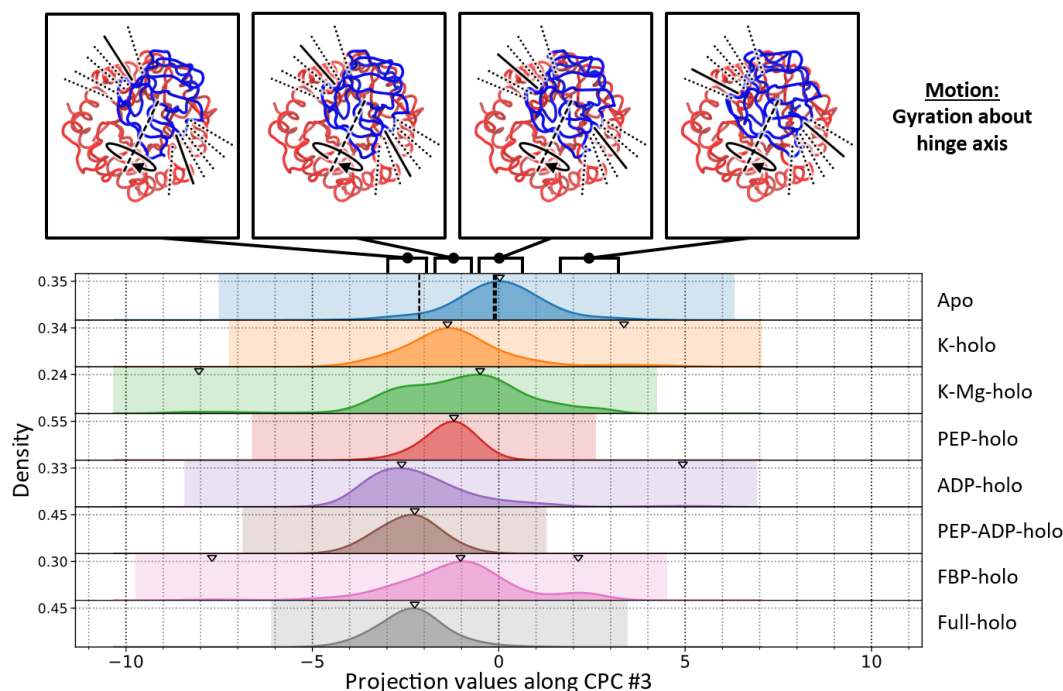 Motion:
Gyration about
hinge axis
0.35
Apo
0.34
K-holo
0.24
K-Mg-holo
0.55
PEP-holo
0.33
ADP-holo
0.45
PEP-ADP-holo
0.30
FBP-holo
0.45
Full-holo
Density
−10
−5
0
5
10
Projection values along CPC #3